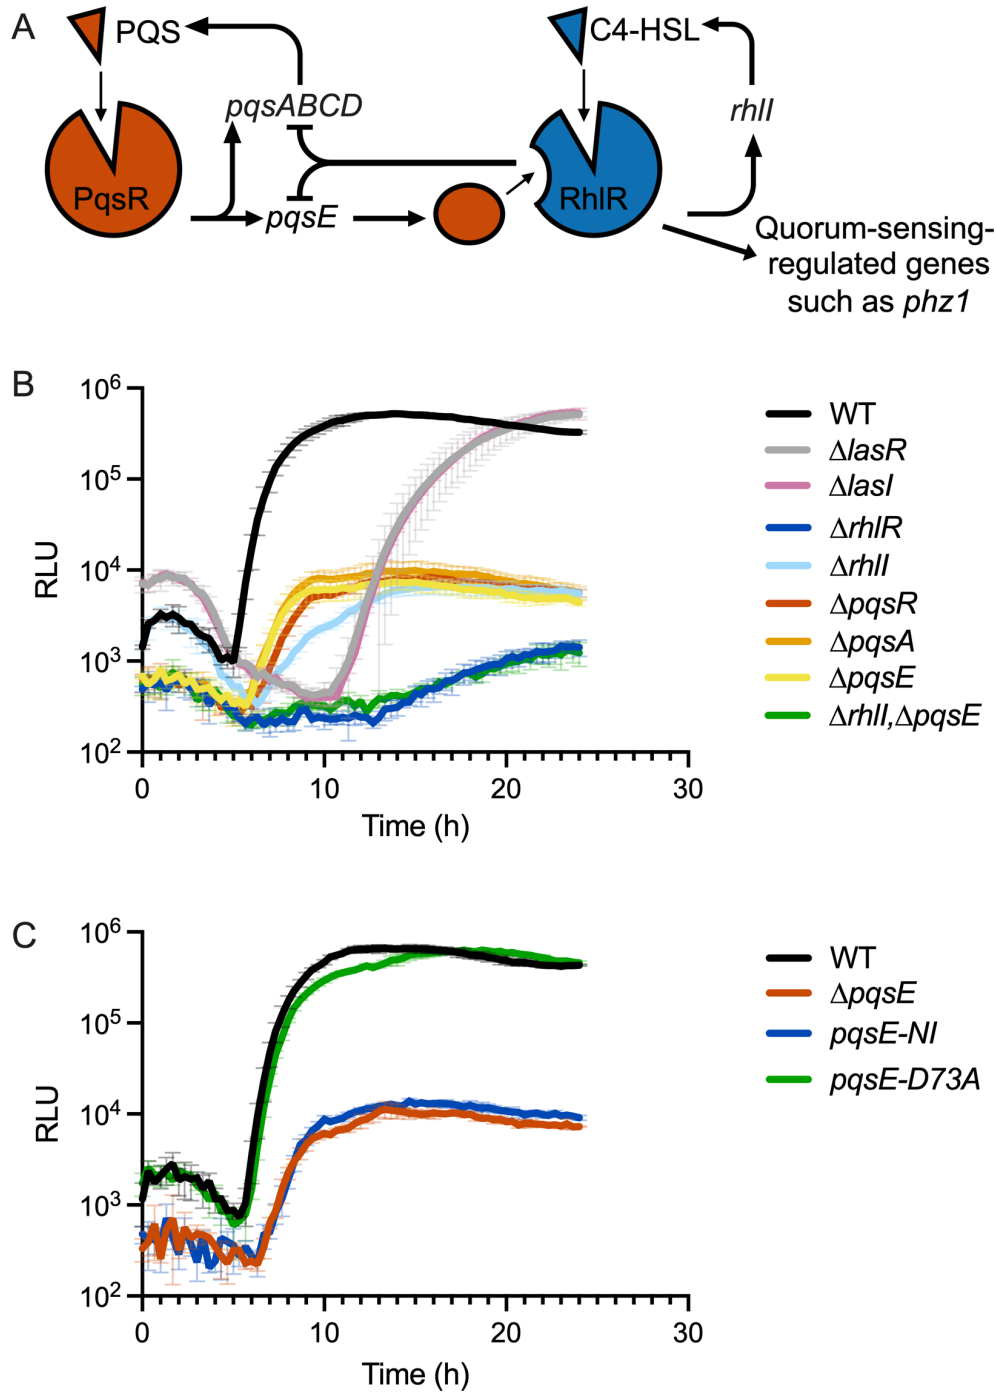 A
PQS
C4-HSL
pqsABCD
rhlI
PqsR
pqsE
RhlR
Quorum-sensing-
regulated genes
such as phz1
B
10⁶
10⁵
10⁴
10³
10²
RLU
0
10
20
30
Time (h)
WT
ΔlasR
ΔlasI
ΔrhlR
ΔrhlI
ΔpqsR
ΔpqsA
ΔpqsE
ΔrhlI,ΔpqsE
C
10⁶
10⁵
10⁴
10³
10²
RLU
0
10
20
30
Time (h)
WT
ΔpqsE
pqsE-NI
pqsE-D73A